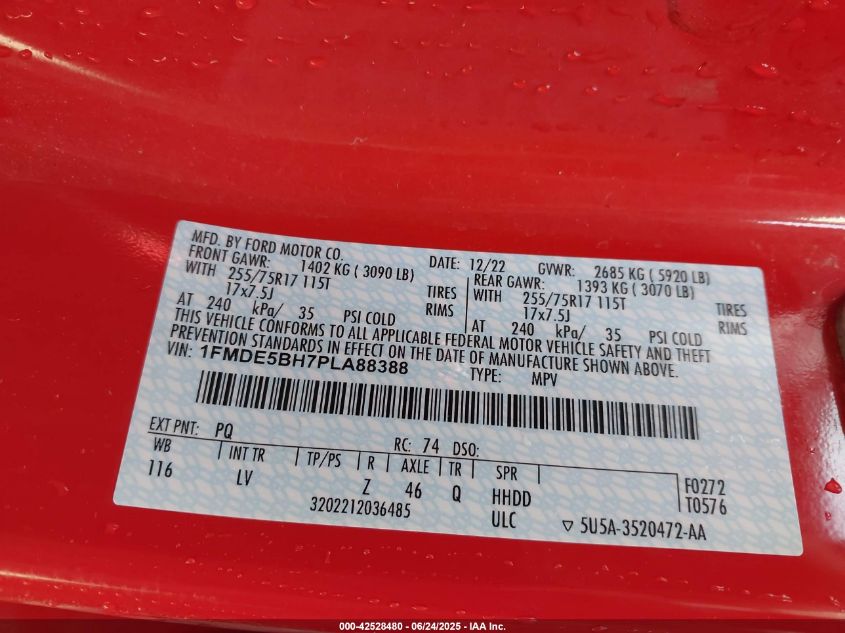 MFD. BY FORD MOTOR CO.
DATE: 12/22 GVWR: 2685 KG ( 5920 LB)
FRONT GAWR: 1402 KG ( 3090 LB) REAR GAWR: 1393 KG ( 3070 LB)
WITH 255/75R17 115T TIRES WITH 255/75R17 115T TIRES
17x7.5J RIMS 17x7.5J RIMS
AT 240 kPa/ 35 PSI COLD AT 240 kPa/ 35 PSI COLD
THIS VEHICLE CONFORMS TO ALL APPLICABLE FEDERAL MOTOR VEHICLE SAFETY AND THEFT
PREVENTION STANDARDS IN EFFECT ON THE DATE OF MANUFACTURE SHOWN ABOVE.
VIN: 1FMDE5BH7PLA88388 TYPE: MPV
EXT PNT: PQ RC: 74 DSO:
WB INT TR TP/PS R AXLE TR SPR F0272
116 LV Z 46 Q HHDD T0576
3202212036485 ULC ▽ 5U5A-3520472-AA
000-42528480 - 06/24/2025 - IAA Inc.